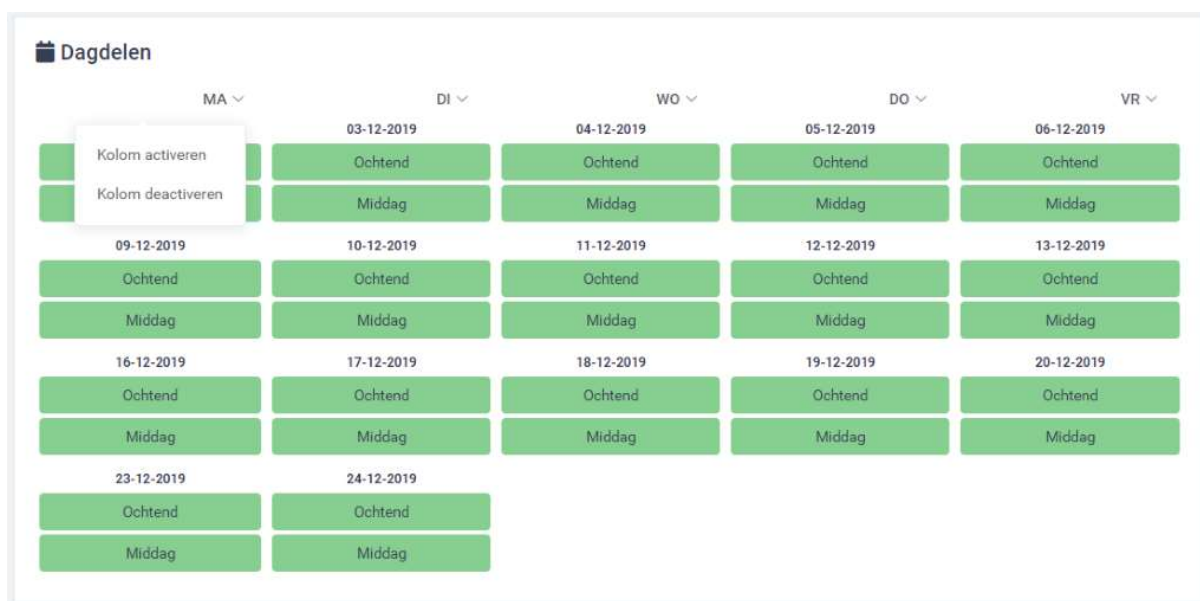 Dagdelen
MA DI WO DO VR
03-12-2019 04-12-2019 05-12-2019 06-12-2019
Kolom activeren Ochtend Ochtend Ochtend Ochtend
Kolom deactiveren Middag Middag Middag Middag
09-12-2019 10-12-2019 11-12-2019 12-12-2019 13-12-2019
Ochtend Ochtend Ochtend Ochtend Ochtend
Middag Middag Middag Middag Middag
16-12-2019 17-12-2019 18-12-2019 19-12-2019 20-12-2019
Ochtend Ochtend Ochtend Ochtend Ochtend
Middag Middag Middag Middag Middag
23-12-2019 24-12-2019
Ochtend Ochtend
Middag Middag